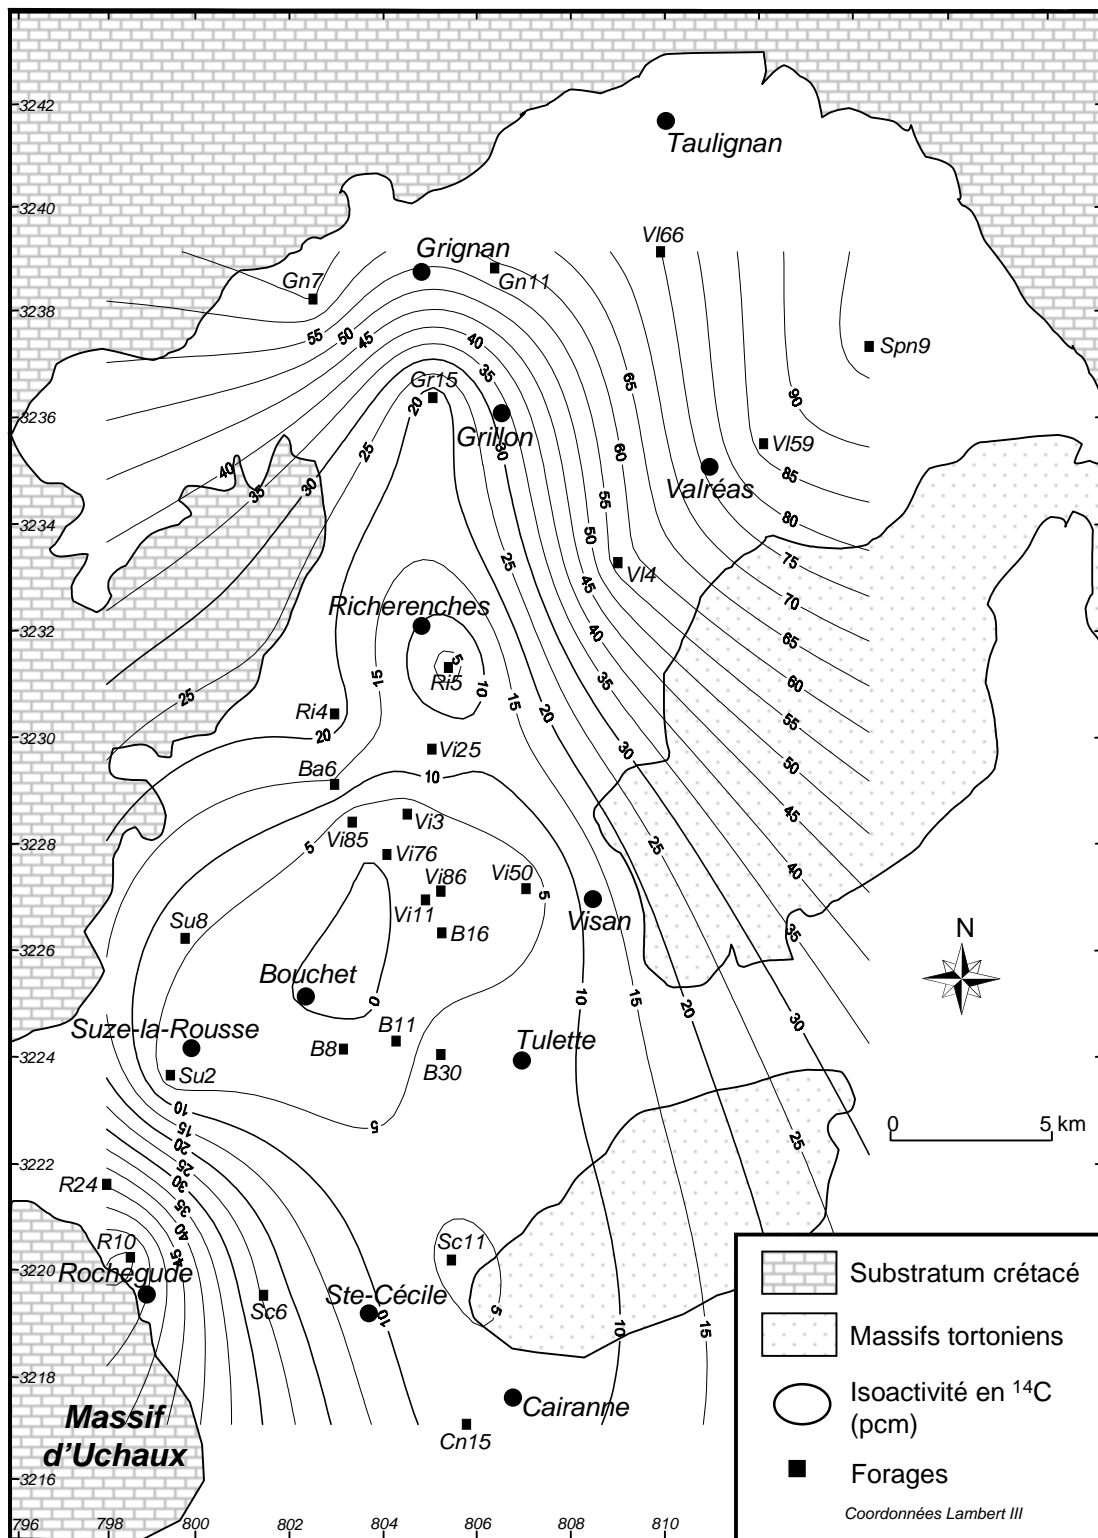 3242
Taulignan
3240
Vl66
Grignan
Gn7
Gn11
3238
55
50
45
40
35
65
Spn9
90
Gr15
20
3236
Grillon
30
Vl59
25
60
85
40
Valréas
35
30
55
80
3234
50
25
75
Vl4
45
70
Richerenches
40
65
3232
5
35
60
Ri5
10
15
15
25
55
Ri4
20
20
30
3230
Vi25
50
Ba6
10
45
Vi3
3228
5
Vi85
25
40
Vi76
Vi86
Vi50
5
Vi11
Visan
Su8
B16
35
N
3226
Bouchet
0
10
15
20
30
B11
Suze-la-Rousse
Tulette
3224
B8
B30
Su2
0
5 km
10
5
15
20
25
25
3222
30
R24
35
40
R10
45
Sc11
3220
Rochegude
Sc6
Ste-Cécile
10
5
10
15
3218
Cairanne
Massif
d'Uchaux
Cn15
3216
796
798
800
802
804
806
808
810
Substratum crétacé
Massifs tortoniens
Isoactivité en ¹⁴C
(pcm)
Forages
Coordonnées Lambert III